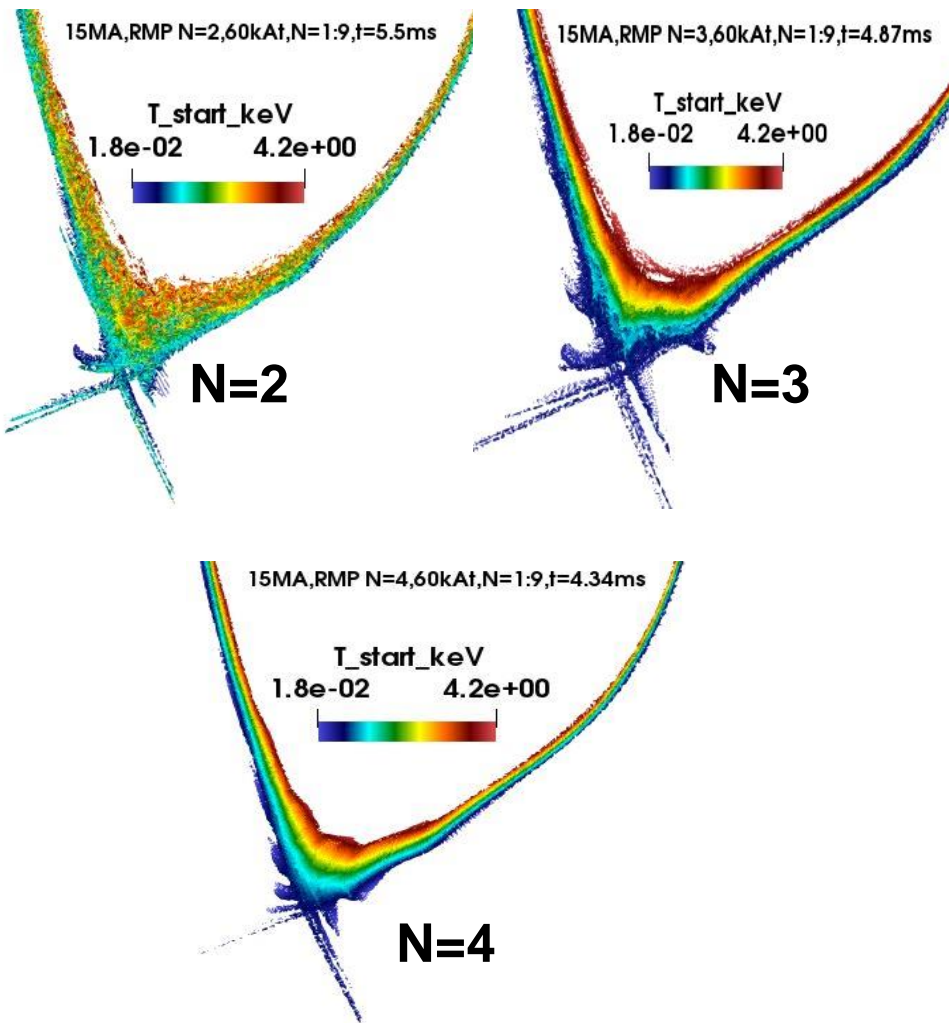 15MA,RMP N=2,60kAt,N=1:9,t=5.5ms
T_start_keV
1.8e-02 4.2e+00
N=2
15MA,RMP N=3,60kAt,N=1:9,t=4.87ms
T_start_keV
1.8e-02 4.2e+00
N=3
15MA,RMP N=4,60kAt,N=1:9,t=4.34ms
T_start_keV
1.8e-02 4.2e+00
N=4